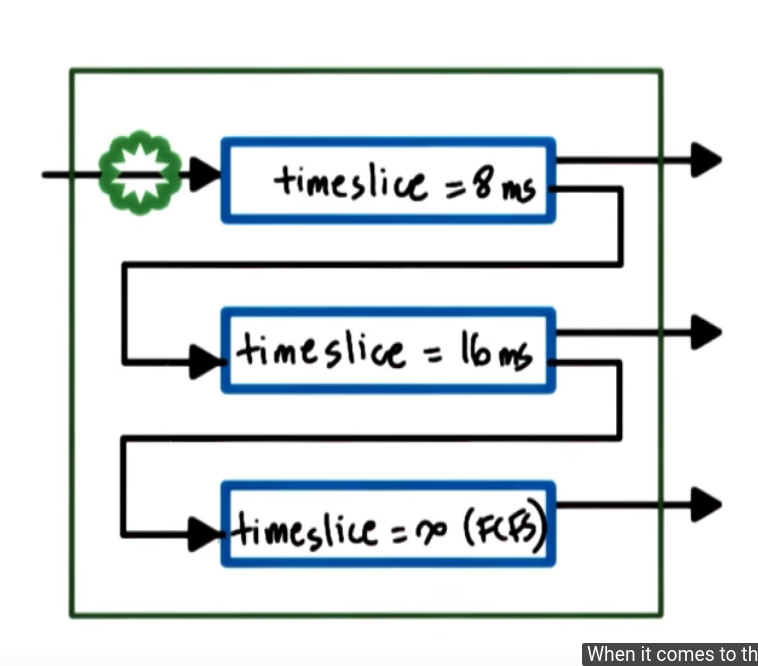 timeslice = 8 ms
timeslice = 16 ms
timeslice = ∞ (FCFS)
When it comes to th